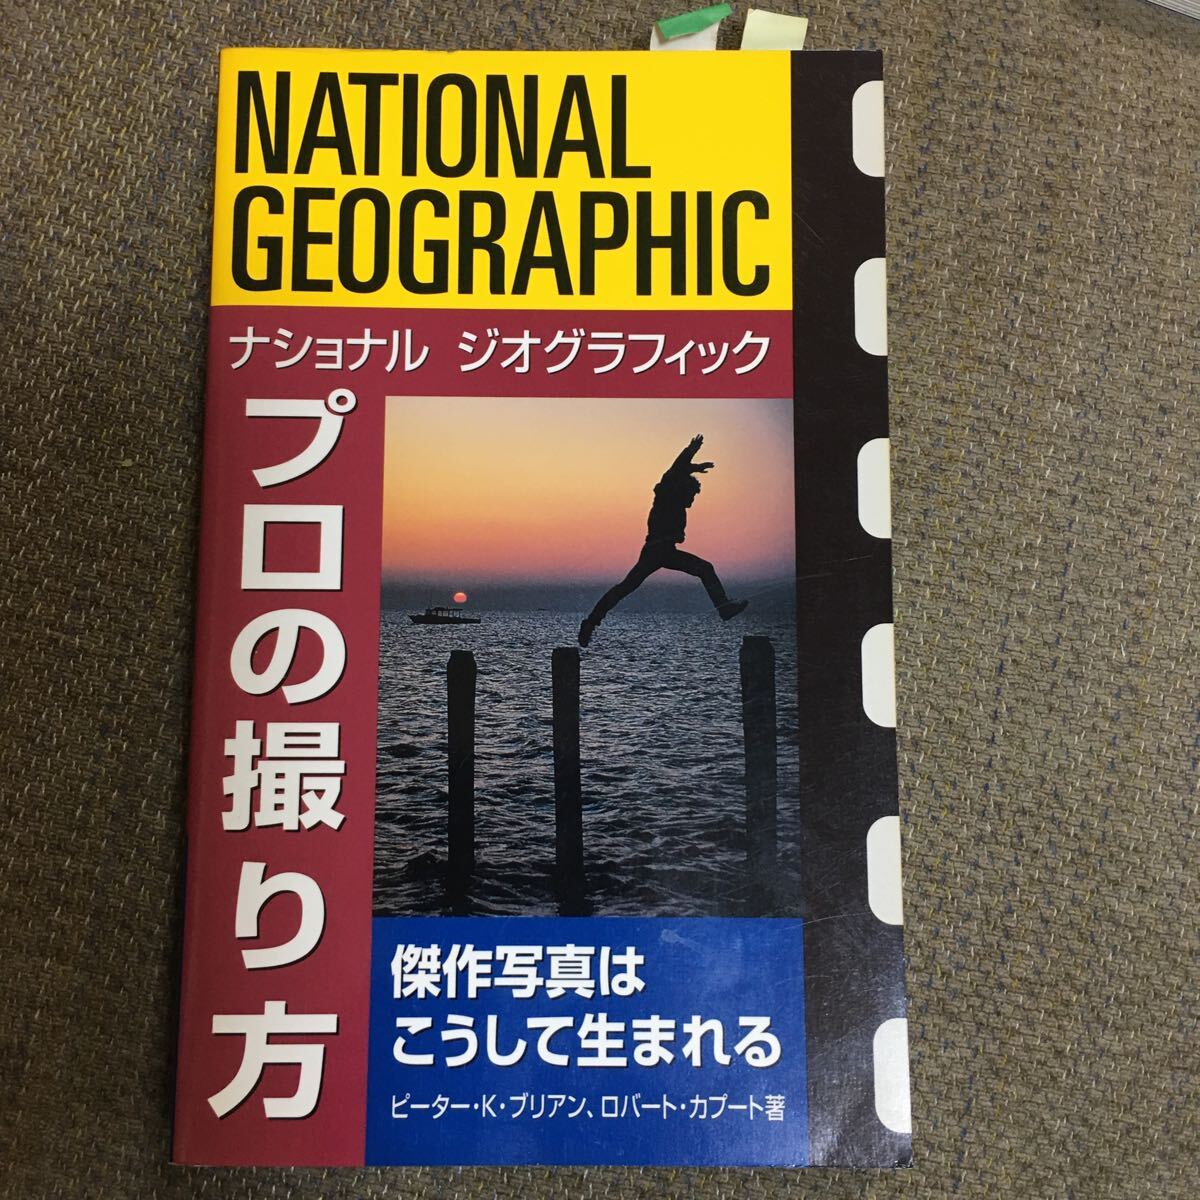 NATIONAL
GEOGRAPHIC
ナショナル ジオグラフィック
プロの撮り方
傑作写真は
こうして生まれる
ピーター・K・ブリアン、ロバート・カプート著